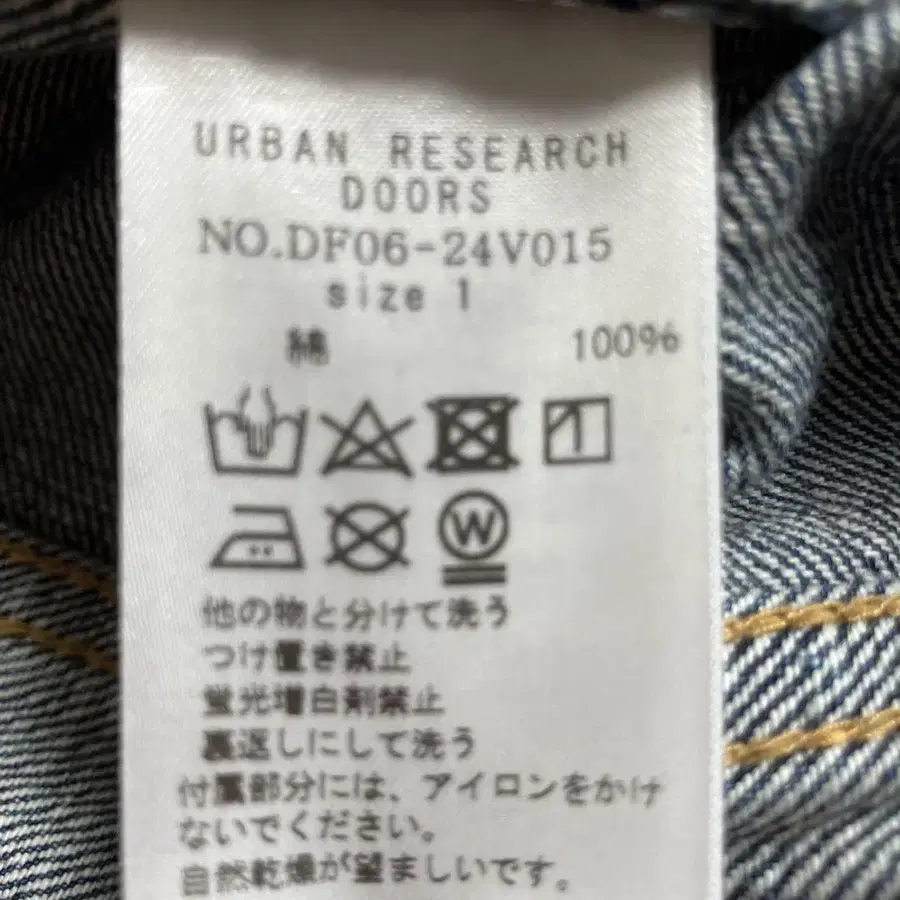 URBAN RESEARCH
DOORS
NO.DF06-24V015
size 1
綿 100%
W
他の物と分けて洗う
つけ置き禁止
蛍光増白剤禁止
裏返しにして洗う
付属部分には、アイロンをかけ
ないでください。
自然乾燥が望ましいです。